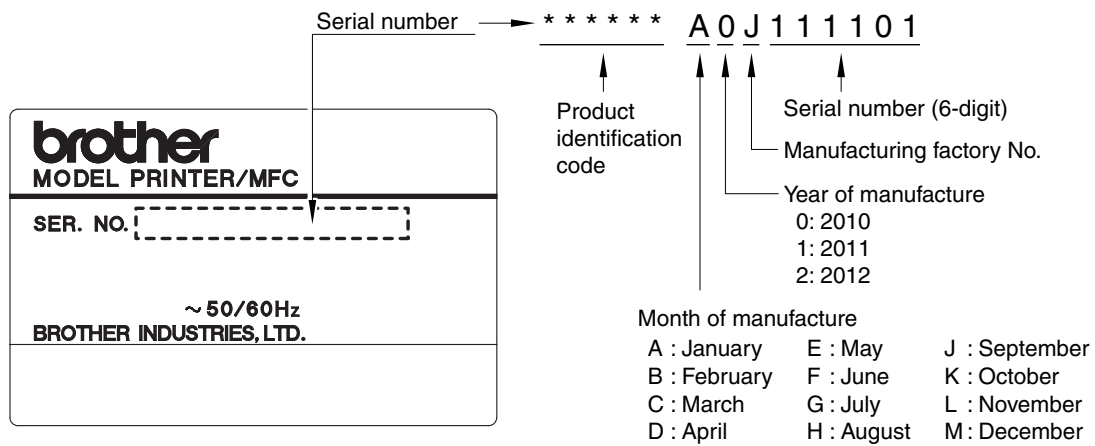 Serial number
* * * * * * A 0 J 1 1 1 1 0 1
Product
identification
code
Serial number (6-digit)
Manufacturing factory No.
Year of manufacture
0: 2010
1: 2011
2: 2012
brother
MODEL PRINTER/MFC
SER. NO.
~50/60Hz
BROTHER INDUSTRIES, LTD.
Month of manufacture
A : January E : May J : September
B : February F : June K : October
C : March G : July L : November
D : April H : August M : December